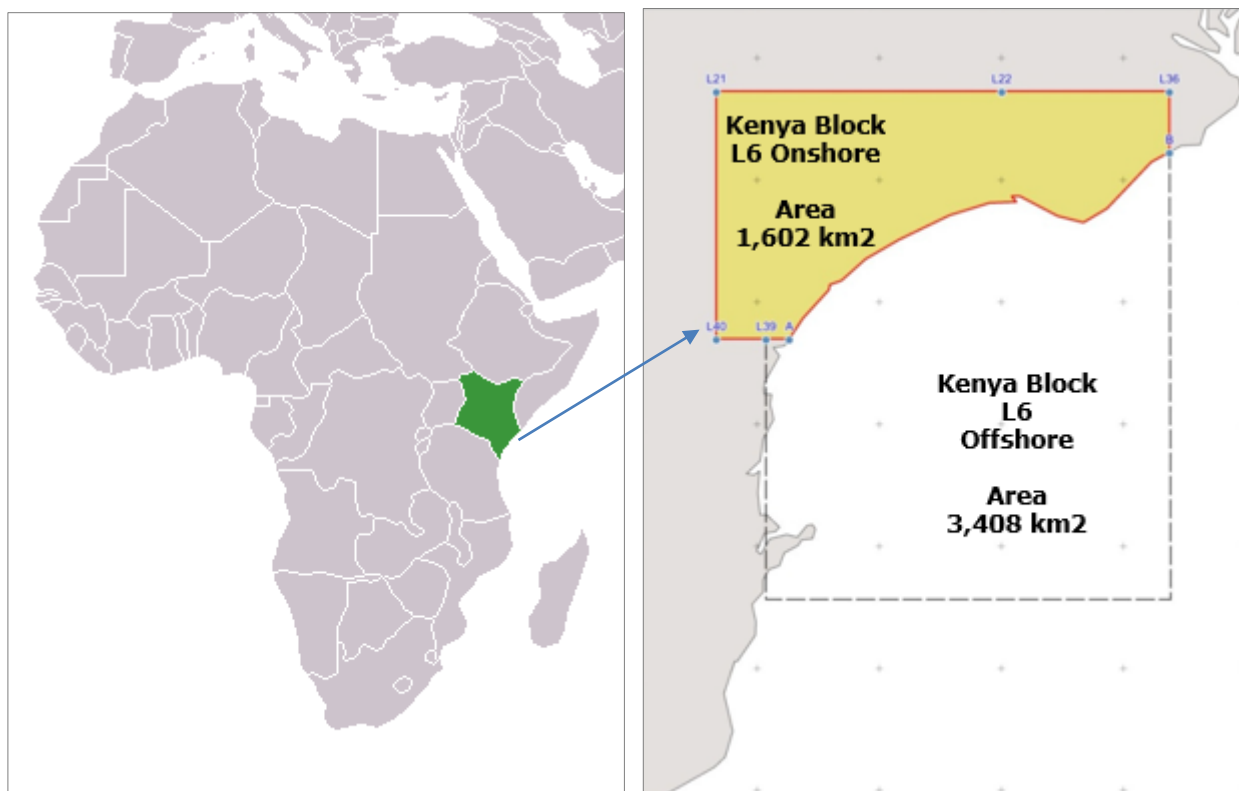 L21
L22
L36
Kenya Block
L6 Onshore
B
Area
1,602 km2
L40
L39
A
Kenya Block
L6
Offshore
Area
3,408 km2